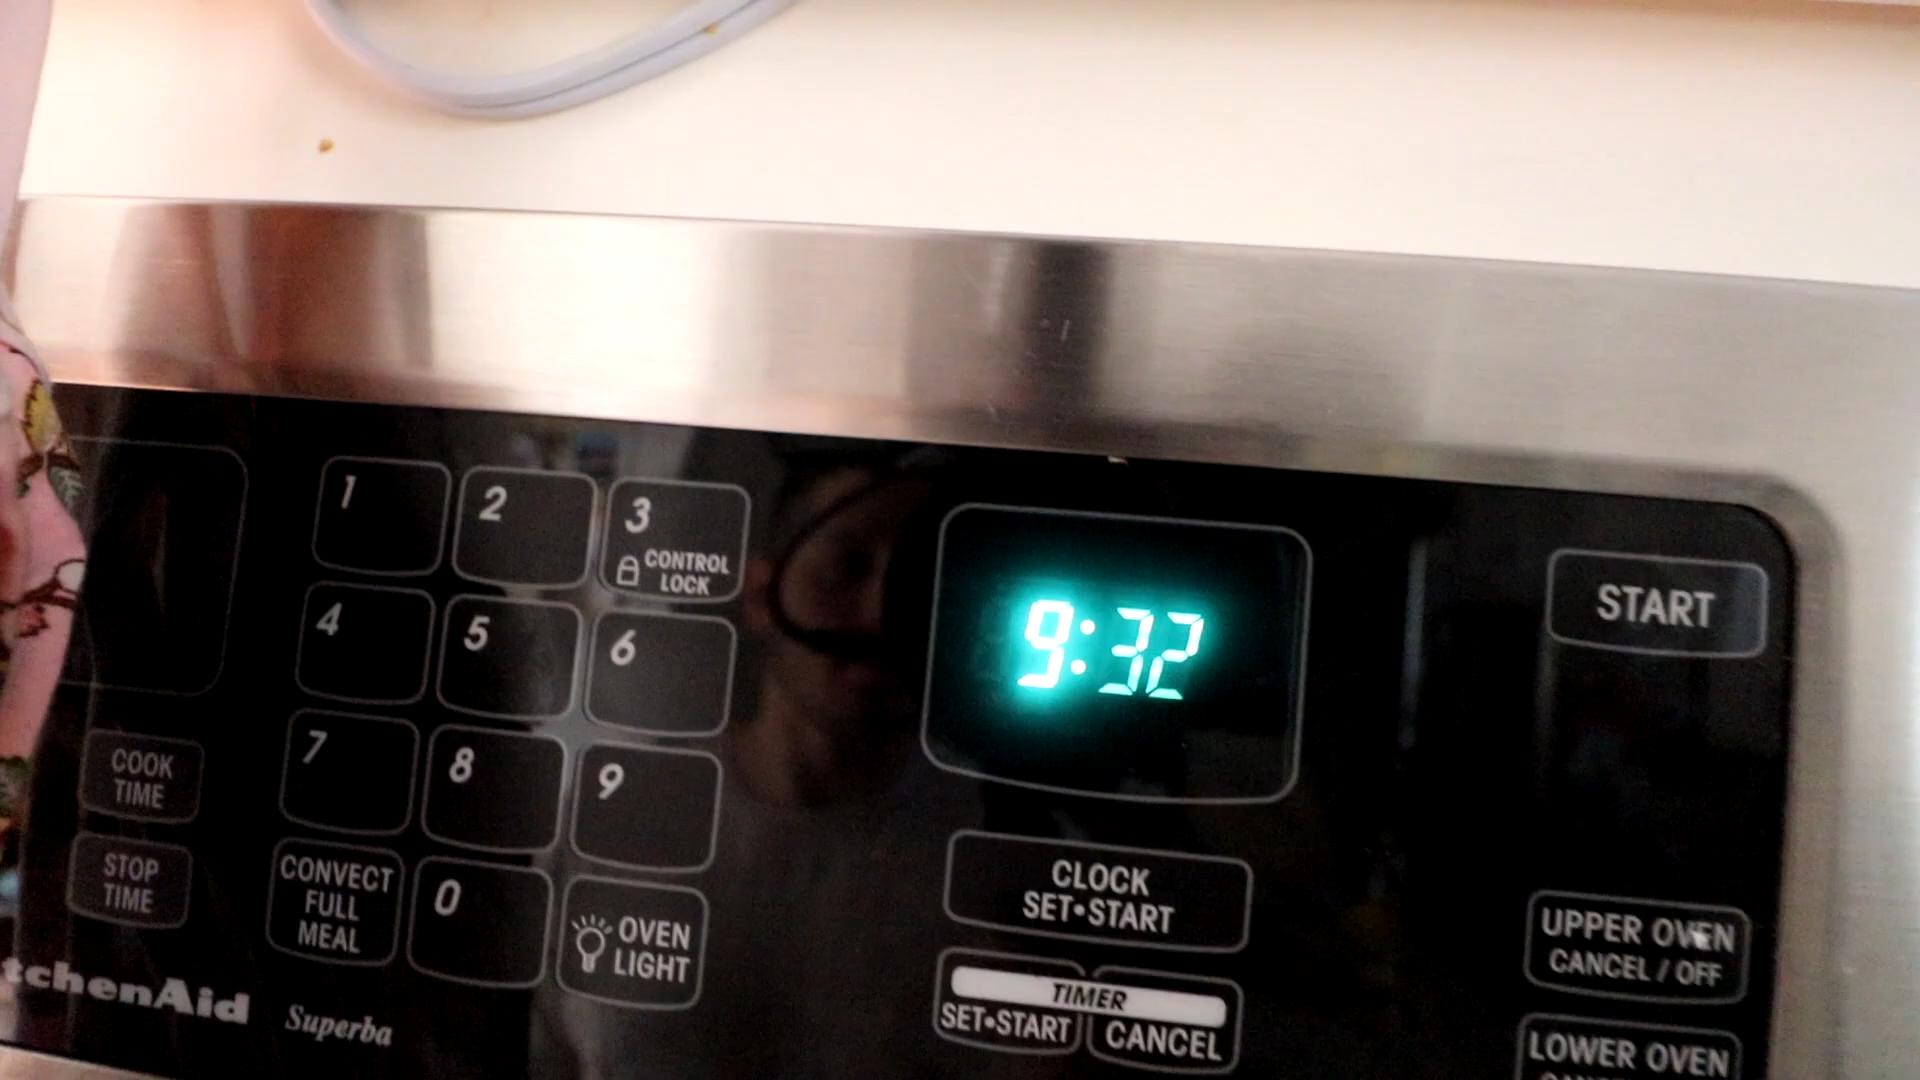 1
2
3
CONTROL
LOCK
4
5
6
7
8
9
0
COOK
TIME
STOP
TIME
CONVECT
FULL
MEAL
OVEN
LIGHT
tchenAid
Superba
9:32
CLOCK
SET•START
TIMER
SET•START
CANCEL
START
UPPER OVEN
CANCEL / OFF
LOWER OVEN